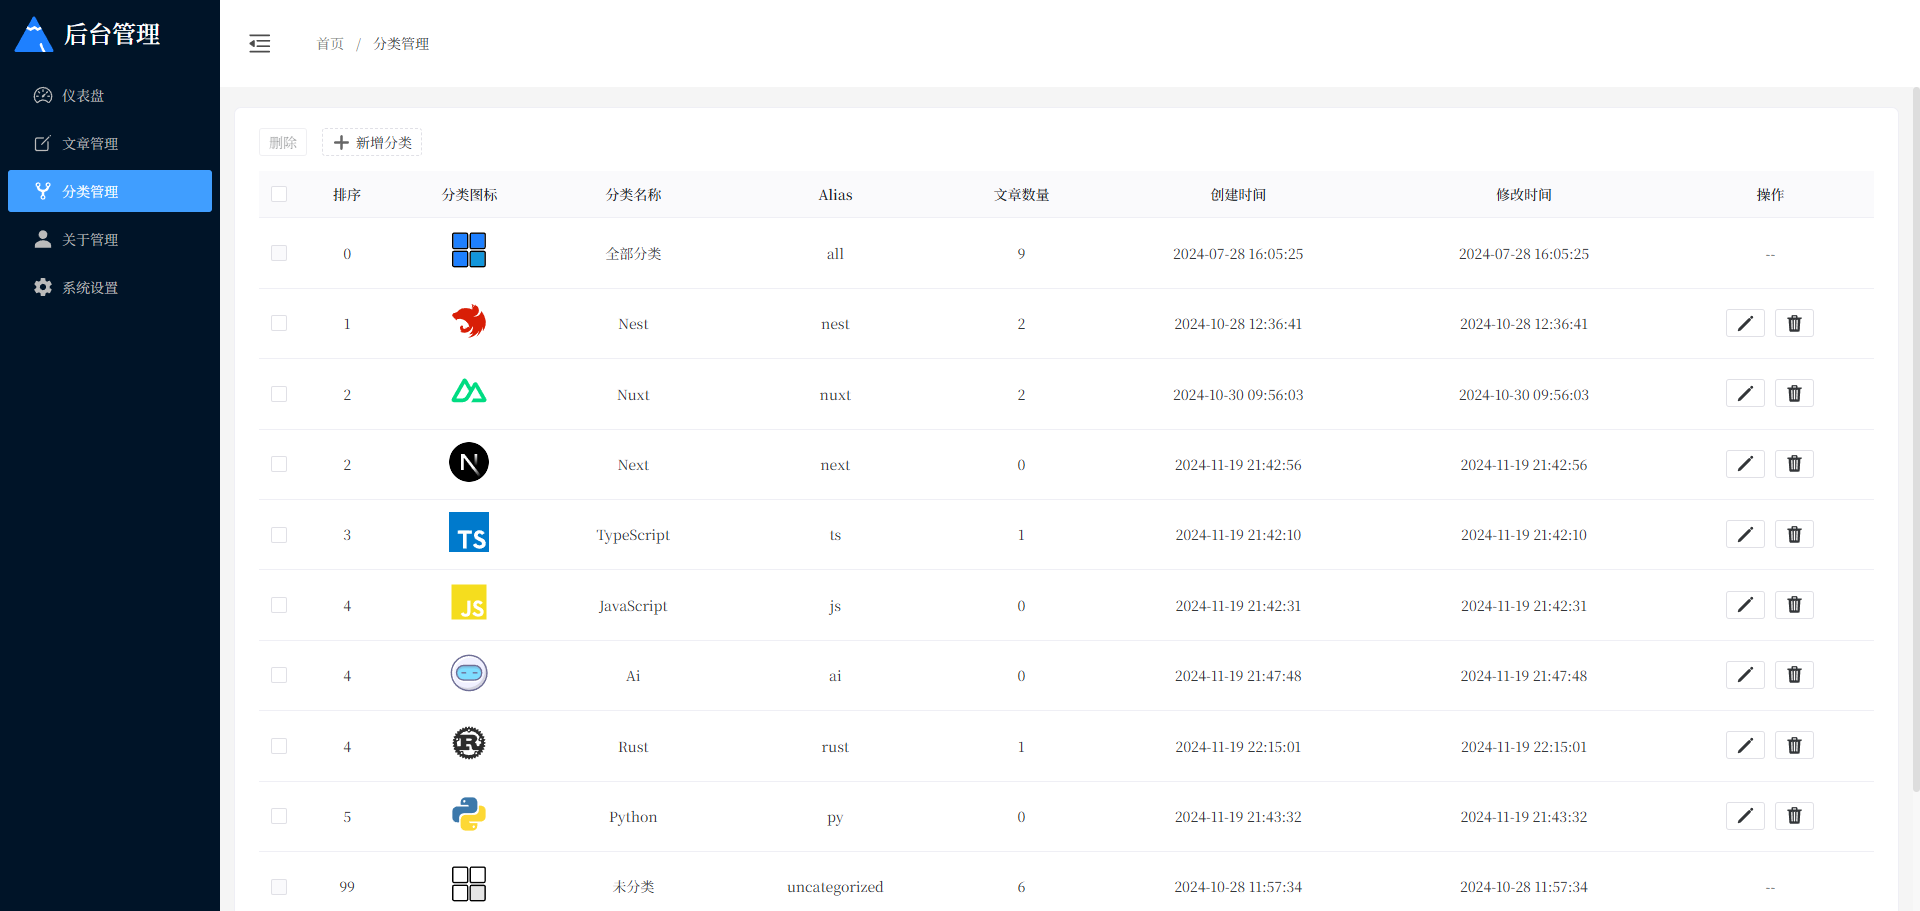 后台管理
仪表盘
文章管理
分类管理
关于管理
系统设置
首页 / 分类管理
删除 新增分类
排序 分类图标 分类名称 Alias 文章数量 创建时间 修改时间 操作
0 全部分类 all 9 2024-07-28 16:05:25 2024-07-28 16:05:25 --
1 Nest nest 2 2024-10-28 12:36:41 2024-10-28 12:36:41
2 Nuxt nuxt 2 2024-10-30 09:56:03 2024-10-30 09:56:03
2 N Next next 0 2024-11-19 21:42:56 2024-11-19 21:42:56
3 TS TypeScript ts 1 2024-11-19 21:42:10 2024-11-19 21:42:10
4 JS JavaScript js 0 2024-11-19 21:42:31 2024-11-19 21:42:31
4 Ai ai 0 2024-11-19 21:47:48 2024-11-19 21:47:48
4 R Rust rust 1 2024-11-19 22:15:01 2024-11-19 22:15:01
5 Python py 0 2024-11-19 21:43:32 2024-11-19 21:43:32
99 未分类 uncategorized 6 2024-10-28 11:57:34 2024-10-28 11:57:34 --